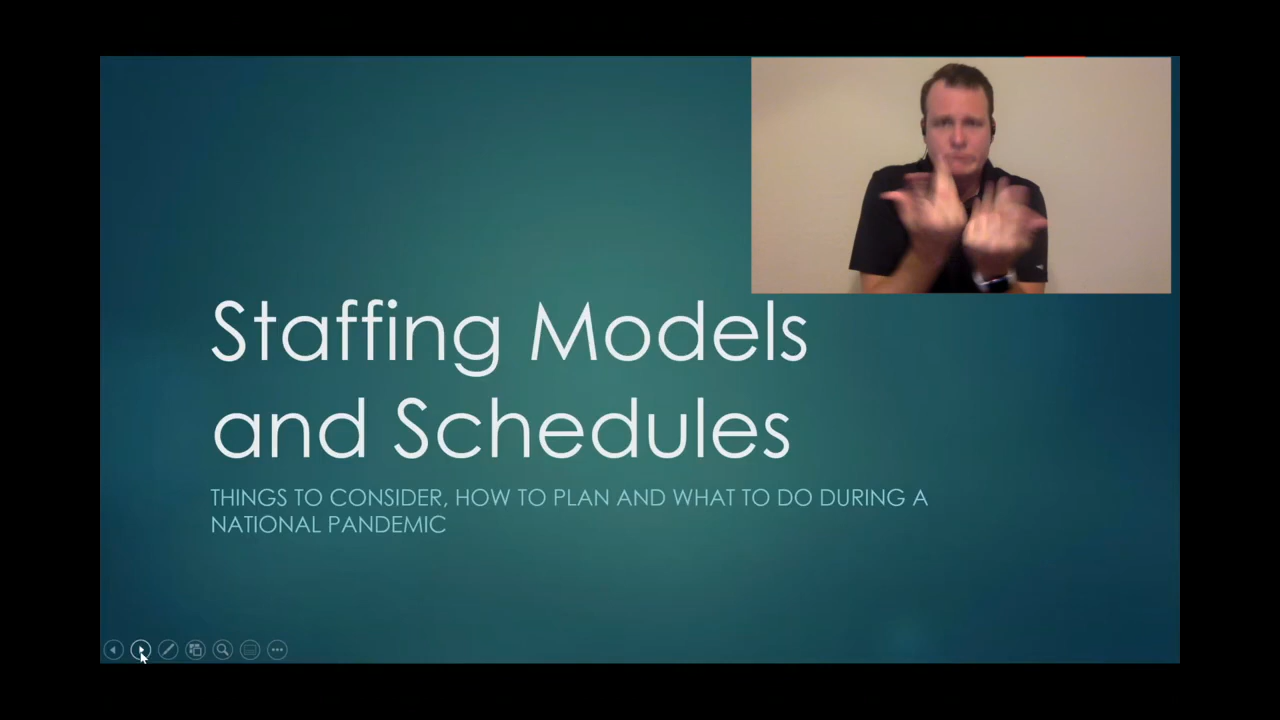 Staffing Models
and Schedules
THINGS TO CONSIDER, HOW TO PLAN AND WHAT TO DO DURING A
NATIONAL PANDEMIC